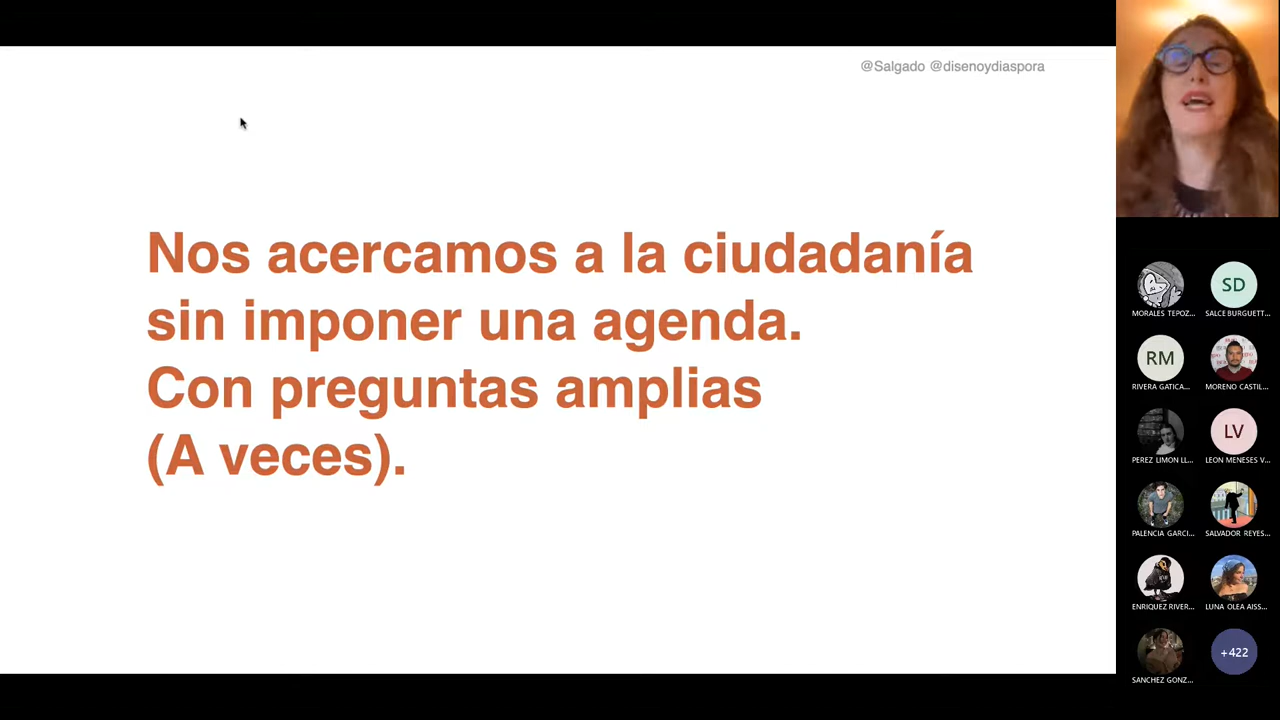 @Salgado @disenoydiaspora
Nos acercamos a la ciudadanía
sin imponer una agenda.
Con preguntas amplias
(A veces).
MORALES TEPOZ...
SD
SALCE BURGUETT...
RM
RIVERA GATICA...
MORENO CASTIL...
PEREZ LIMON LL...
LV
LEON MENESES V...
PALENCIA GARCI...
SALVADOR REYES...
ENRIQUEZ RIVER...
LUNA OLEA AISS...
SANCHEZ GONZ...
+422